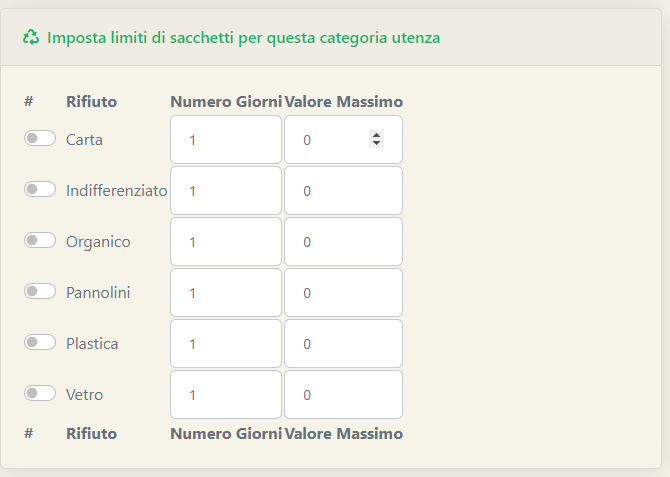 Imposta limiti di sacchetti per questa categoria utenza
# Rifiuto Numero Giorni Valore Massimo
Carta 1 0
Indifferenziato 1 0
Organico 1 0
Pannolini 1 0
Plastica 1 0
Vetro 1 0
# Rifiuto Numero Giorni Valore Massimo